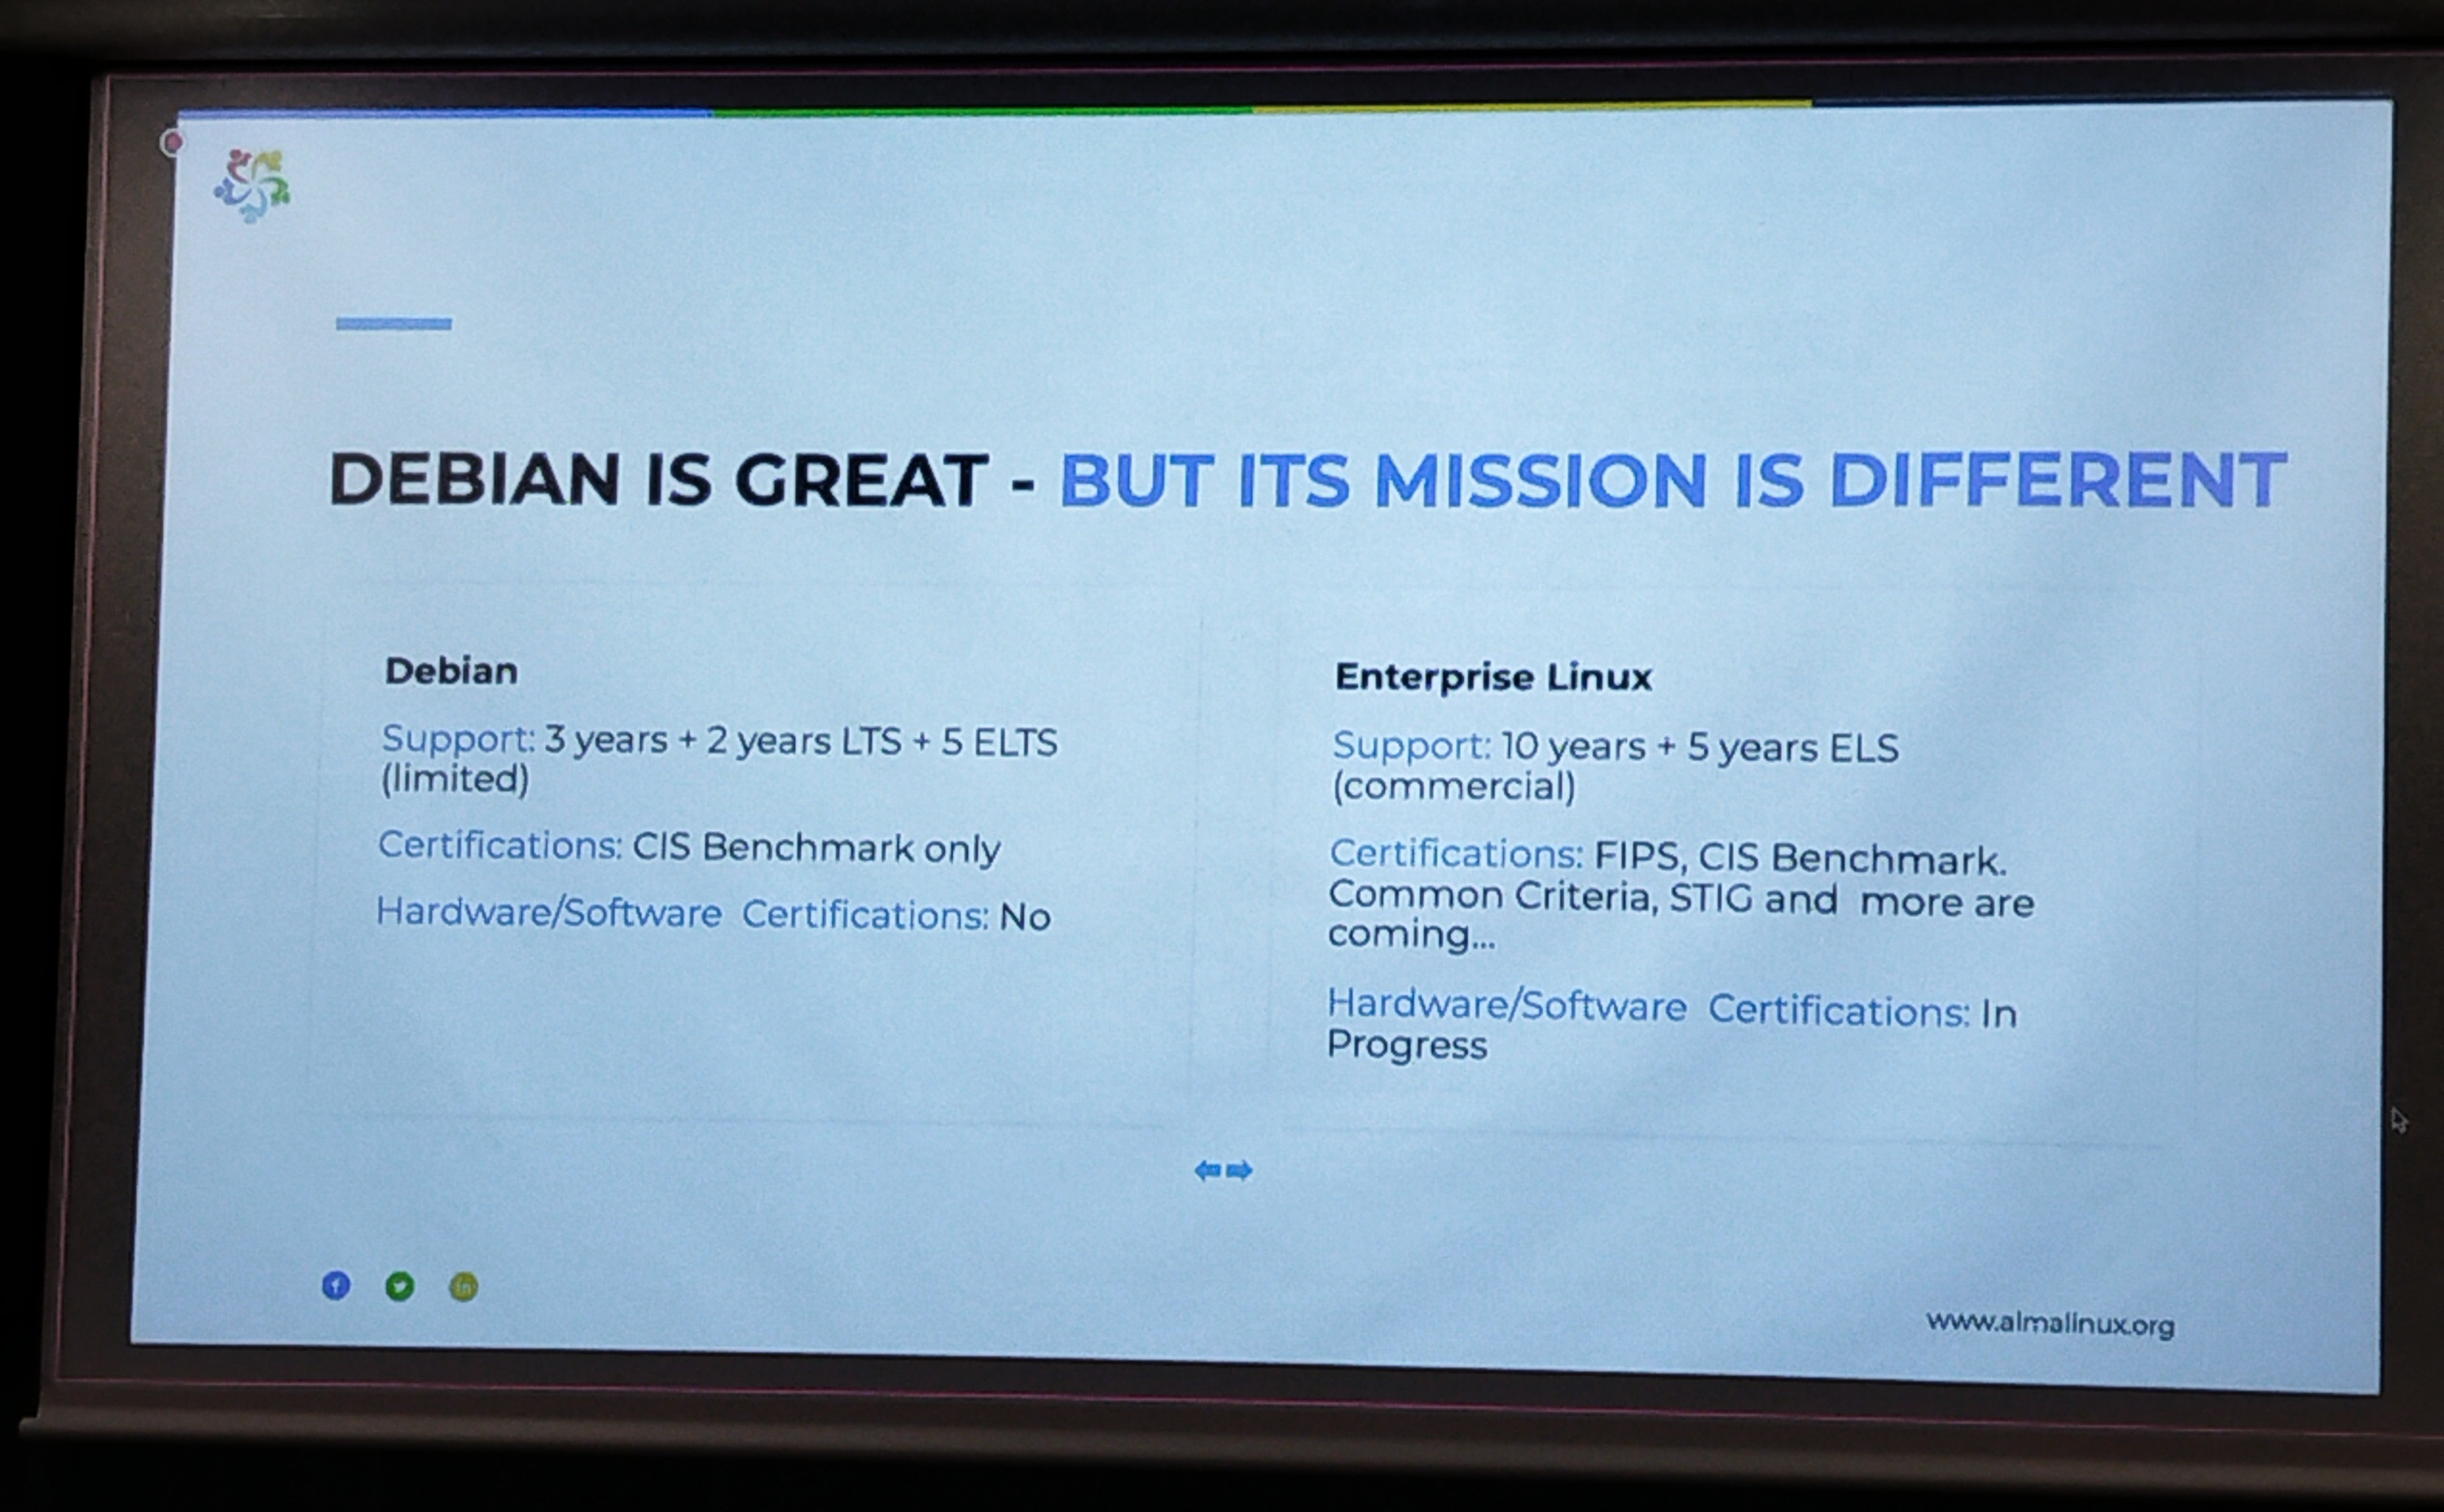 DEBIAN IS GREAT - BUT ITS MISSION IS DIFFERENT
Debian
Support: 3 years + 2 years LTS + 5 ELTS
(limited)
Certifications: CIS Benchmark only
Hardware/Software Certifications: No
Enterprise Linux
Support: 10 years + 5 years ELS
(commercial)
Certifications: FIPS, CIS Benchmark.
Common Criteria, STIG and more are
coming...
Hardware/Software Certifications: In
Progress
www.almalinux.org